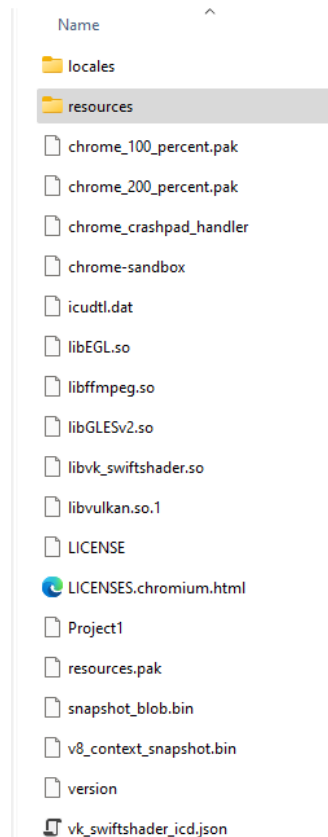 Name
locales
resources
chrome_100_percent.pak
chrome_200_percent.pak
chrome_crashpad_handler
chrome-sandbox
icudtl.dat
libEGL.so
libffmpeg.so
libGLESv2.so
libvk_swiftshader.so
libvulkan.so.1
LICENSE
LICENSES.chromium.html
Project1
resources.pak
snapshot_blob.bin
v8_context_snapshot.bin
version
vk_swiftshader_icd.json